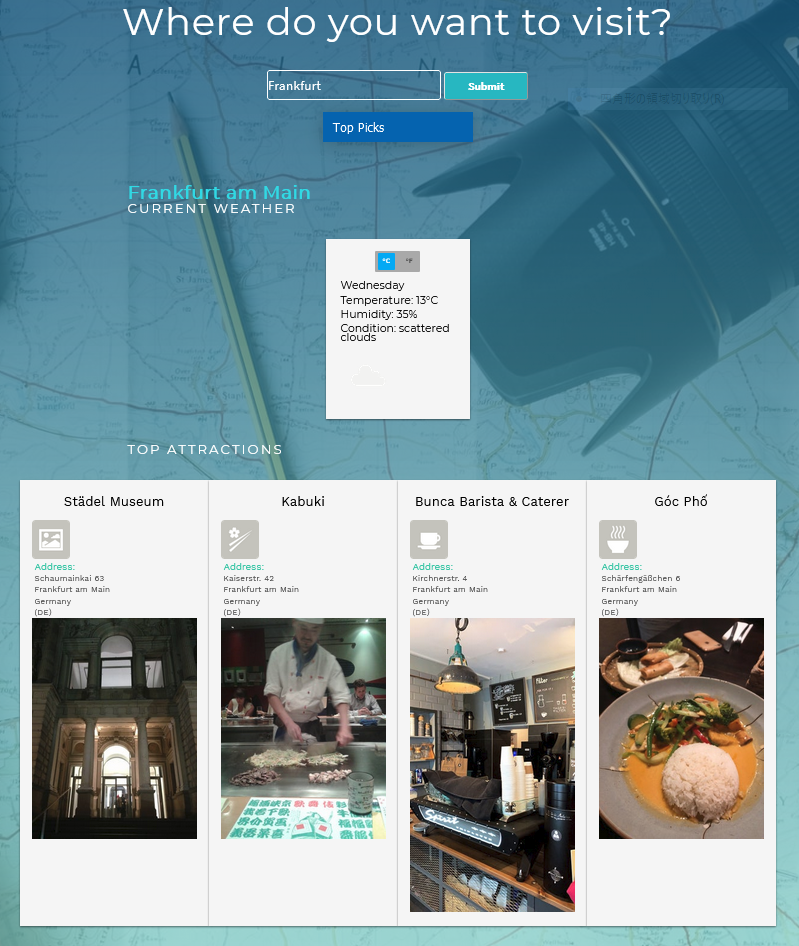 Where do you want to visit?
Frankfurt
Submit
Top Picks
Frankfurt am Main
CURRENT WEATHER
°C °F
Wednesday
Temperature: 13°C
Humidity: 35%
Condition: scattered
clouds
TOP ATTRACTIONS
Städel Museum
Address:
Schaumainkai 63
Frankfurt am Main
Germany
(DE)
Kabuki
Address:
Kaiserstr. 42
Frankfurt am Main
Germany
(DE)
Bunca Barista & Caterer
Address:
Kirchnerstr. 4
Frankfurt am Main
Germany
(DE)
Filter
Spirit
Góc Phố
Address:
Schärfengäßchen 6
Frankfurt am Main
Germany
(DE)